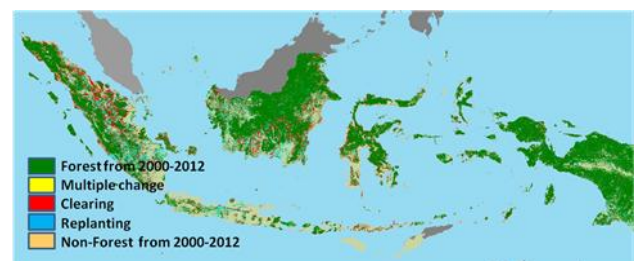 Forest from 2000-2012
Multiple change
Clearing
Replanting
Non-Forest from 2000-2012